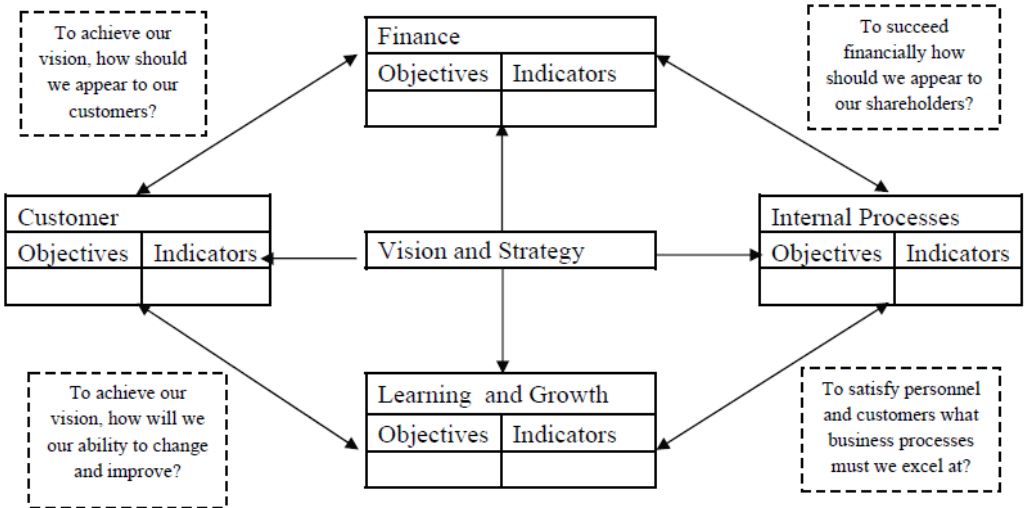 To achieve our
vision, how should
we appear to our
customers?
Finance
Objectives Indicators
To succeed
financially how
should we appear to
our shareholders?
Customer
Objectives Indicators
Vision and Strategy
Internal Processes
Objectives Indicators
To achieve our
vision, how will we
our ability to change
and improve?
Learning and Growth
Objectives Indicators
To satisfy personnel
and customers what
business processes
must we excel at?